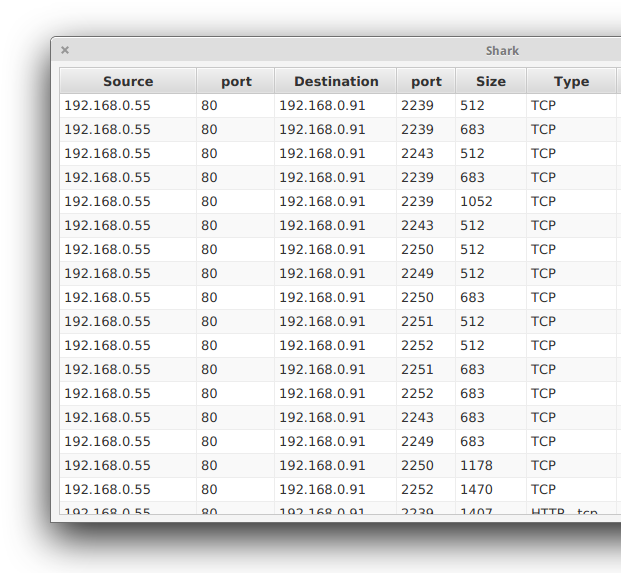 Shark
Source port Destination port Size Type
192.168.0.55 80 192.168.0.91 2239 512 TCP
192.168.0.55 80 192.168.0.91 2239 683 TCP
192.168.0.55 80 192.168.0.91 2243 512 TCP
192.168.0.55 80 192.168.0.91 2239 683 TCP
192.168.0.55 80 192.168.0.91 2239 1052 TCP
192.168.0.55 80 192.168.0.91 2243 512 TCP
192.168.0.55 80 192.168.0.91 2250 512 TCP
192.168.0.55 80 192.168.0.91 2249 512 TCP
192.168.0.55 80 192.168.0.91 2250 683 TCP
192.168.0.55 80 192.168.0.91 2251 512 TCP
192.168.0.55 80 192.168.0.91 2252 512 TCP
192.168.0.55 80 192.168.0.91 2251 683 TCP
192.168.0.55 80 192.168.0.91 2252 683 TCP
192.168.0.55 80 192.168.0.91 2243 683 TCP
192.168.0.55 80 192.168.0.91 2249 683 TCP
192.168.0.55 80 192.168.0.91 2250 1178 TCP
192.168.0.55 80 192.168.0.91 2252 1470 TCP
192.168.0.55 80 192.168.0.91 2239 1407